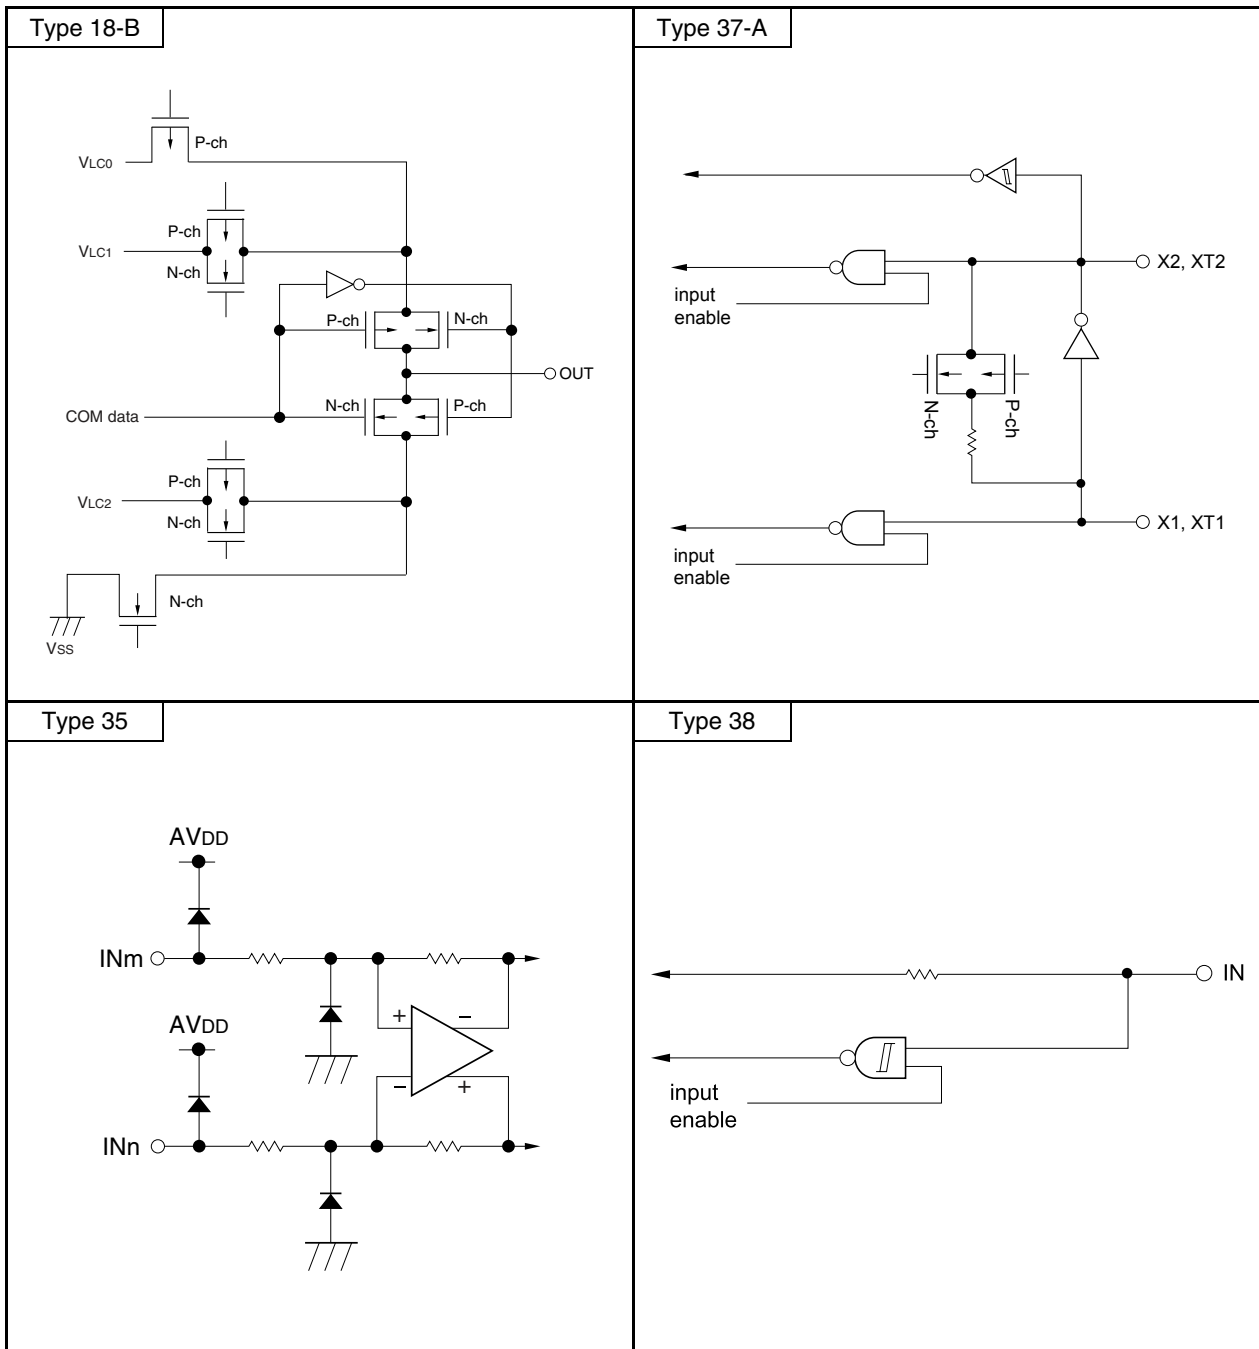 Type 18-B
P-ch
VLC0
P-ch
VLC1
N-ch
P-ch
N-ch
OUT
N-ch
P-ch
COM data
P-ch
VLC2
N-ch
N-ch
VSS
Type 37-A
X2, XT2
input
enable
N-ch
P-ch
X1, XT1
input
enable
Type 35
AVDD
INm
+
−
AVDD
−
+
INn
Type 38
IN
input
enable